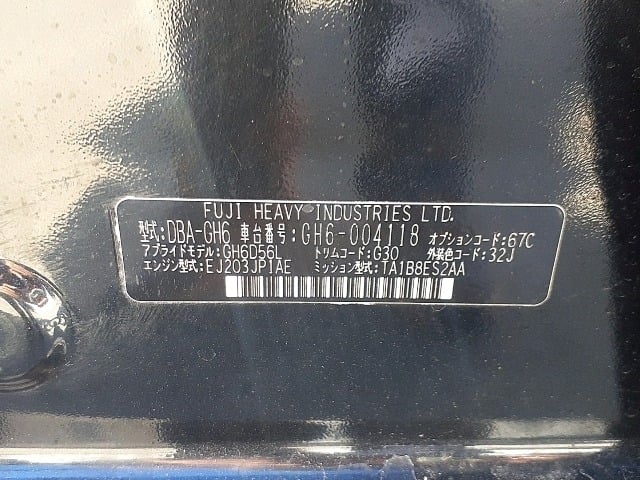 FUJI HEAVY INDUSTRIES LTD.
型式: DBA-GH6 車台番号: GH6-004118 オプションコード: 67C
アプライドモデル: GH6D56L トリムコード: G30 外装色コード: 32J
エンジン型式: EJ203JP1AE ミッション型式: TA1B8ES2AA